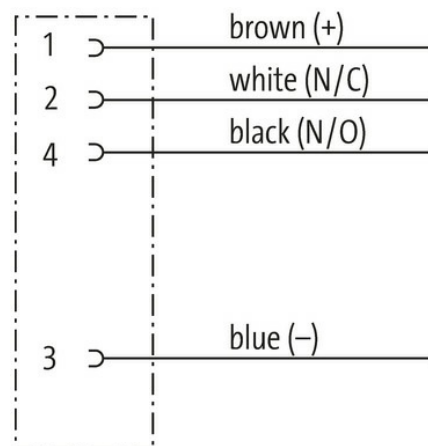 1 brown (+)
2 white (N/C)
4 black (N/O)
3 blue (–)